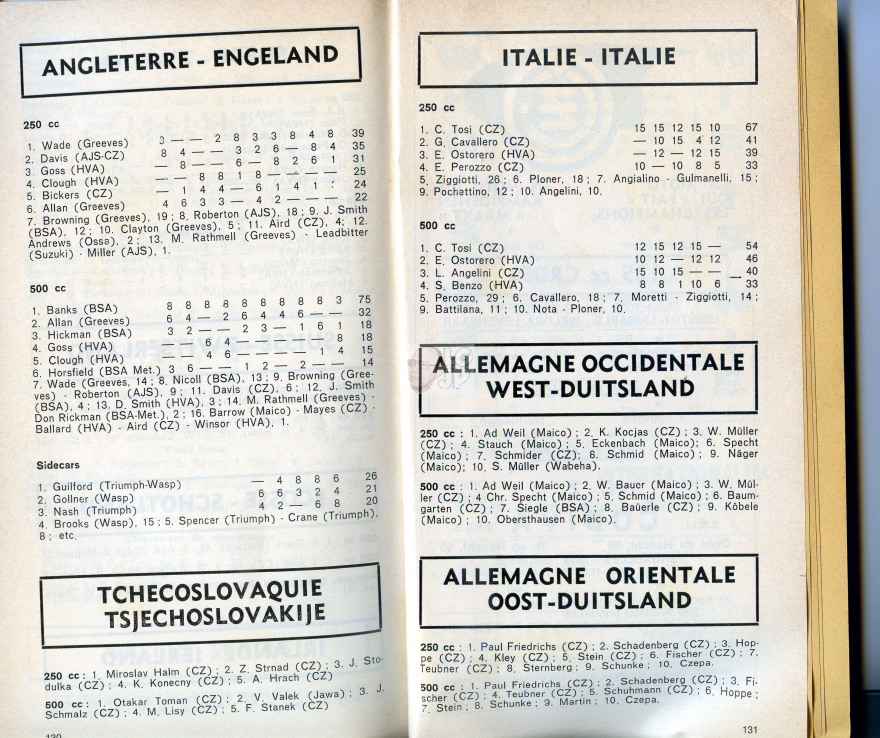 ANGLETERRE - ENGELAND
250 cc
1. Wade (Greeves) 3 — — 2 8 3 3 8 4 8 39
2. Davis (AJS-CZ) 8 4 — — 3 2 6 — 8 4 35
3. Goss (HVA) — 8 — — 6 — 8 2 6 1 31
4. Clough (HVA) — — 8 8 1 8 — — — — 25
5. Bickers (CZ) — 1 4 4 — 6 1 4 1 24
6. Allan (Greeves) 4 6 3 3 — 4 2 — — — 22
7. Browning (Greeves), 19 ; 8. Roberton (AJS), 18 ; 9. J. Smith
(BSA), 12 ; 10. Clayton (Greeves), 5 ; 11. Aird (CZ), 4; 12.
Andrews (Ossa), 2 ; 13. M. Rathmell (Greeves) - Leadbitter
(Suzuki) - Miller (AJS), 1.
500 cc
1. Banks (BSA) 8 8 8 8 8 8 8 8 8 3 75
2. Allan (Greeves) 6 4 — 2 6 4 4 6 — — 32
3. Hickman (BSA) 3 2 — — 2 3 — 1 6 1 18
4. Goss (HVA) — — 2 4 4 — — — 8 18
5. Clough (HVA) — — 4 6 — — — — 1 4 15
6. Horsfield (BSA Met.) 3 6 — — 1 2 — 2 — — 14
7. Wade (Greeves, 14 ; 8. Nicoll (BSA), 13 ; 9. Browning (Gree-
ves) - Roberton (AJS), 9 ; 11. Davis (CZ), 6 ; 12. J. Smith
(BSA), 4 ; 13. D. Smith (HVA), 3 ; 14. M. Rathmell (Greeves) -
Don Rickman (BSA-Met.), 2 ; 16. Barrow (Maico) - Mayes (CZ) -
Ballard (HVA) - Aird (CZ) - Winsor (HVA), 1.
Sidecars
1. Guilford (Triumph-Wasp) — 4 8 8 6 26
2. Gollner (Wasp) 6 6 3 2 4 21
3. Nash (Triumph) 4 2 — 6 8 20
4. Brooks (Wasp), 15 ; 5. Spencer (Triumph) - Crane (Triumph),
8 ; etc.
TCHECOSLOVAQUIE
TSJECHOSLOVAKIJE
250 cc : 1. Miroslav Halm (CZ) ; 2. Z. Strnad (CZ) ; 3. J. Sto-
dulka (CZ) ; 4. K. Konecny (CZ) ; 5. A. Hrach (CZ)
500 cc : 1. Otakar Toman (CZ) ; 2. V. Valek (Jawa) ; 3. J.
Schmalz (CZ) ; 4. M. Lisy (CZ) ; 5. F. Stanek (CZ)
130
ITALIE - ITALIE
250 cc
1. C. Tosi (CZ) 15 15 12 15 10 67
2. G. Cavallero (CZ) — 10 15 4 12 41
3. E. Ostorero (HVA) — 12 — 12 15 39
4. E. Perozzo (CZ) 10 — 10 8 5 33
5. Ziggiotti, 26 ; 6. Ploner, 18 ; 7. Angialino - Gulmanelli, 15 ;
9. Pochattino, 12 ; 10. Angelini, 10.
500 cc
1. C. Tosi (CZ) 12 15 12 15 — 54
2. E. Ostorero (HVA) 10 12 — 12 12 46
3. L. Angelini (CZ) 15 10 15 — — 40
4. S. Benzo (HVA) 8 8 1 10 6 33
5. Perozzo, 29 ; 6. Cavallero, 18 ; 7. Moretti - Ziggiotti, 14 ;
9. Battilana, 11 ; 10. Nota - Ploner, 10.
ALLEMAGNE OCCIDENTALE
WEST-DUITSLAND
250 cc : 1. Ad Weil (Maico) ; 2. K. Kocjas (CZ) ; 3. W. Müller
(CZ) ; 4. Stauch (Maico) ; 5. Eckenbach (Maico); 6. Specht
(Maico) ; 7. Schmider (CZ); 8. Schmid (Maico) ; 9. Näger
(Maico); 10. S. Müller (Wabeha).
500 cc : 1. Ad Weil (Maico) ; 2. W. Bauer (Maico) ; 3. W. Mül-
ler (CZ) ; 4 Chr. Specht (Maico) ; 5. Schmid (Maico) ; 6. Baum-
garten (CZ) ; 7. Siegle (BSA) ; 8. Baüerle (CZ) ; 9. Köbele
(Maico) ; 10. Obersthausen (Maico).
ALLEMAGNE ORIENTALE
OOST-DUITSLAND
250 cc : 1. Paul Friedrichs (CZ) ; 2. Schadenberg (CZ) ; 3. Hop-
pe (CZ) ; 4. Kley (CZ) ; 5. Stein (CZ) ; 6. Fischer (CZ) ; 7.
Teubner (CZ) ; 8. Sternberg ; 9. Schunke ; 10. Czepa.
500 cc : 1. Paul Friedrichs (CZ) ; 2. Schadenberg (CZ) ; 3. Fi-
scher (CZ) ; 4. Teubner (CZ) ; 5. Schuhmann (CZ) ; 6. Hoppe ;
7. Stein ; 8. Schunke ; 9. Martin ; 10. Czepa.
131